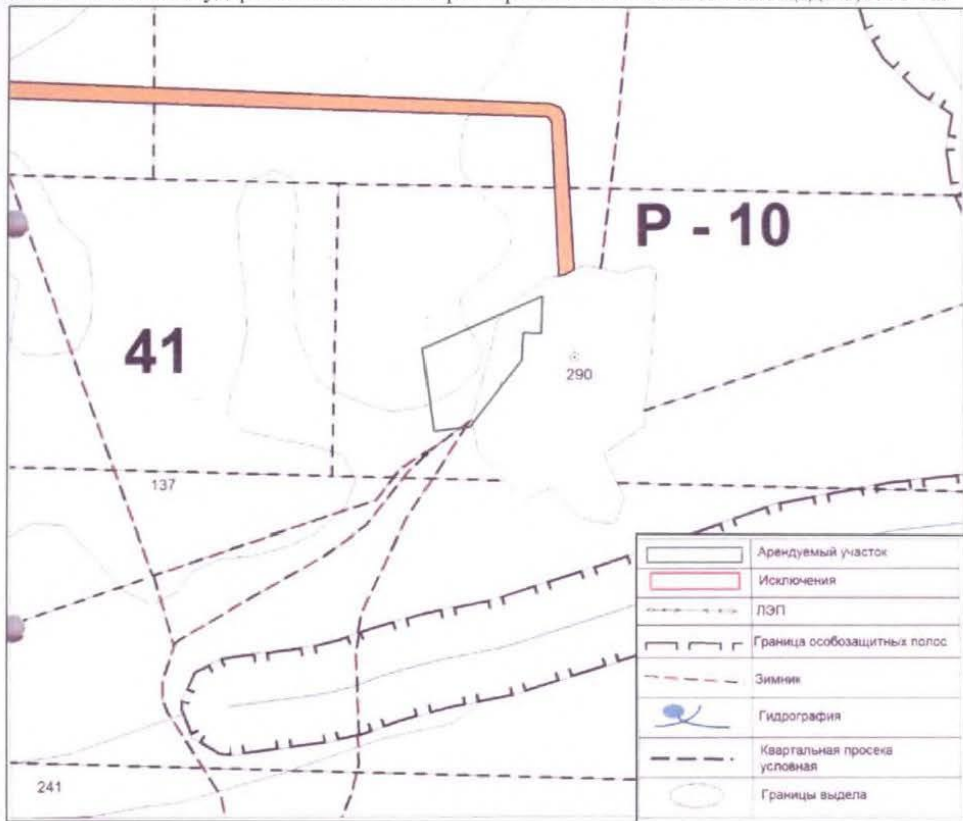 Р - 10
41
290
137
241
Арендуемый участок
Исключения
ЛЭП
Граница особозащитных полос
Зимник
Гидрография
Квартальная просека
условная
Границы выдела